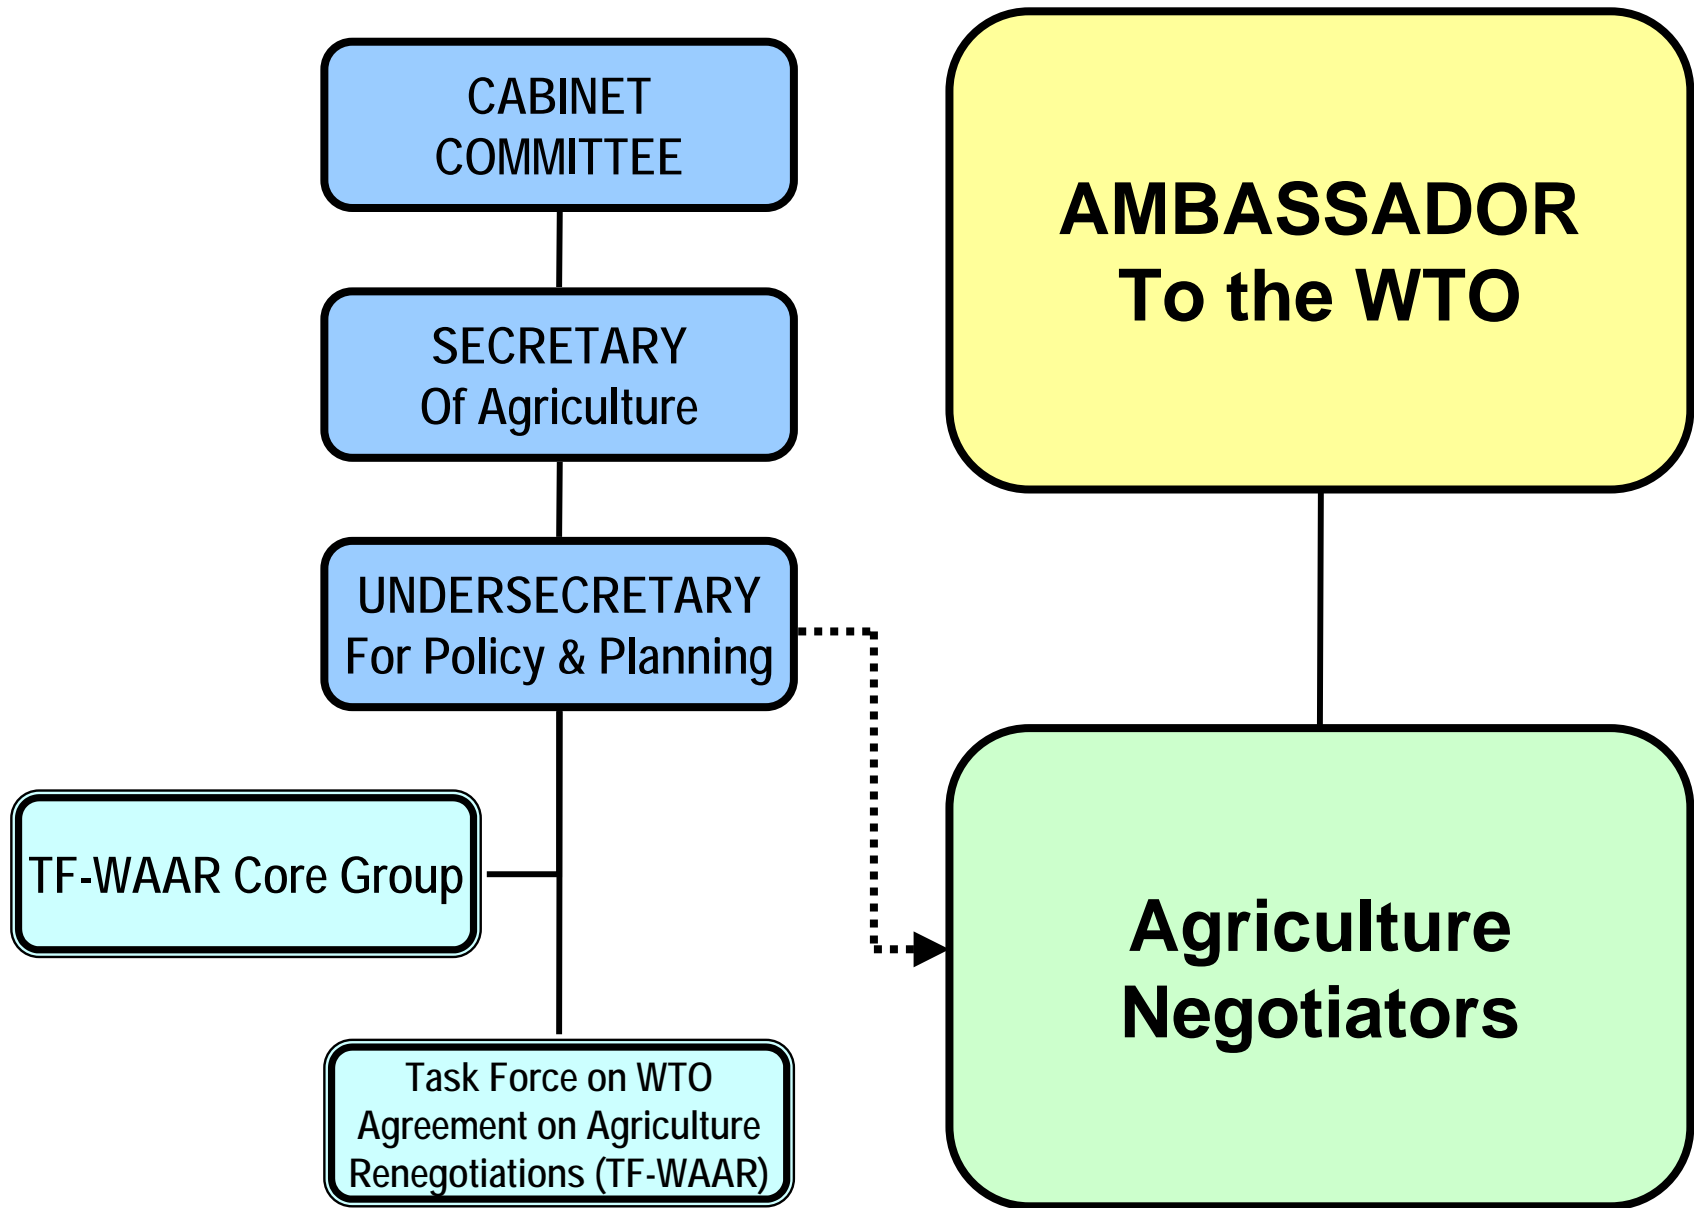 CABINET
COMMITTEE
SECRETARY
Of Agriculture
UNDERSECRETARY
For Policy & Planning
TF-WAAR Core Group
Task Force on WTO
Agreement on Agriculture
Renegotiations (TF-WAAR)
AMBASSADOR
To the WTO
Agriculture
Negotiators